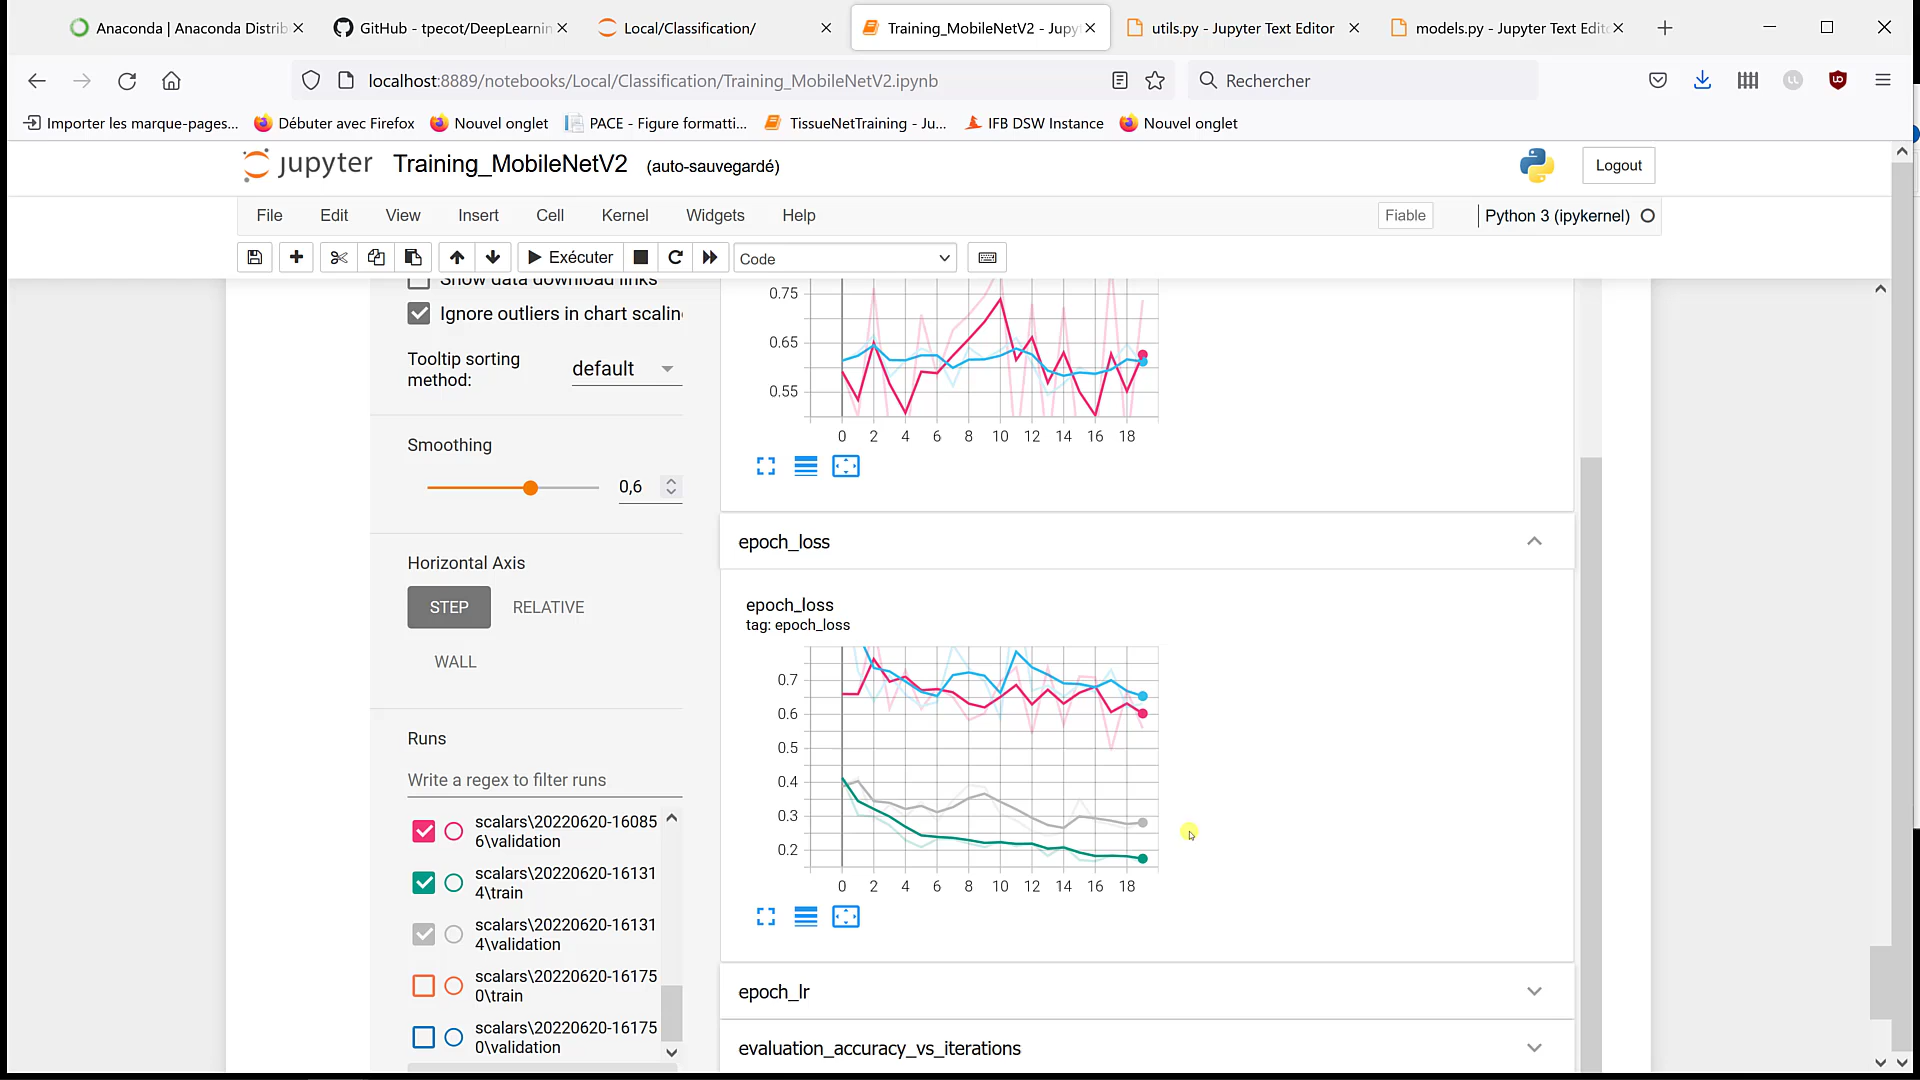 Anaconda | Anaconda Distrib
GitHub - tpecot/DeepLearnin
Local/Classification/
Training_MobileNetV2 - Jupy
utils.py - Jupyter Text Editor
models.py - Jupyter Text Edito
localhost:8889/notebooks/Local/Classification/Training_MobileNetV2.ipynb
Rechercher
Importer les marque-pages...
Débuter avec Firefox
Nouvel onglet
PACE - Figure formatti...
TissueNetTraining - Ju...
IFB DSW Instance
Nouvel onglet
jupyter
Training_MobileNetV2
(auto-sauvegardé)
Logout
File
Edit
View
Insert
Cell
Kernel
Widgets
Help
Fiable
Python 3 (ipykernel)
Exécuter
Code
Show data download links
Ignore outliers in chart scalin
Tooltip sorting
method:
default
Smoothing
0,6
Horizontal Axis
STEP
RELATIVE
WALL
Runs
Write a regex to filter runs
scalars\20220620-16085
6\validation
scalars\20220620-16131
4\train
scalars\20220620-16131
4\validation
scalars\20220620-16175
0\train
scalars\20220620-16175
0\validation
0.75
0.65
0.55
0 2 4 6 8 10 12 14 16 18
epoch_loss
epoch_loss
tag: epoch_loss
0.7
0.6
0.5
0.4
0.3
0.2
0 2 4 6 8 10 12 14 16 18
epoch_lr
evaluation_accuracy_vs_iterations